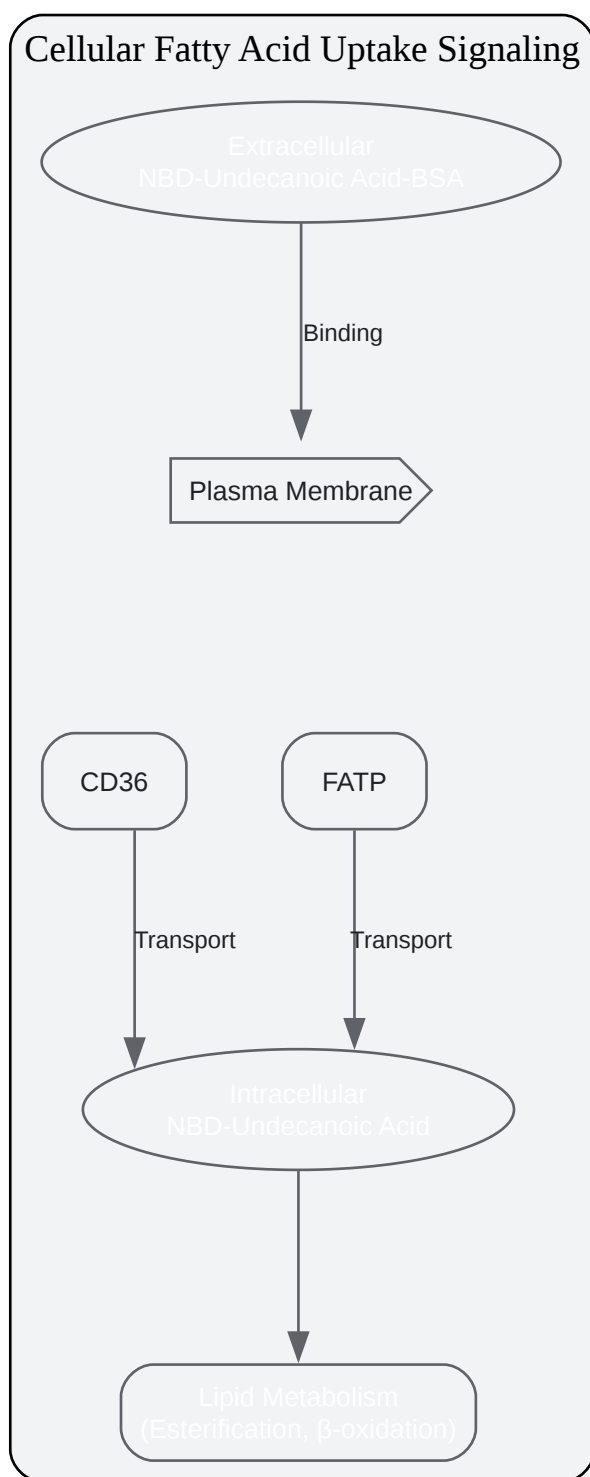 Cellular Fatty Acid Uptake Signaling
Extracellular
NBD-Undecanoic Acid-BSA
Binding
Plasma Membrane
CD36
FATP
Transport
Transport
Intracellular
NBD-Undecanoic Acid
Lipid Metabolism
(Esterification, β-oxidation)